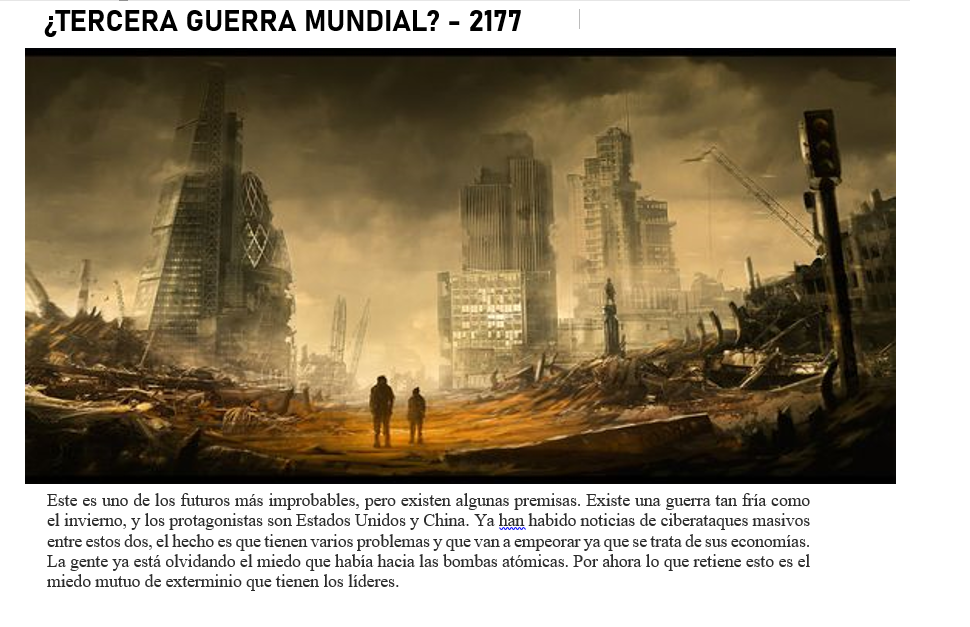 ¿TERCERA GUERRA MUNDIAL? – 2177
Este es uno de los futuros más improbables, pero existen algunas premisas. Existe una guerra tan fría como
el invierno, y los protagonistas son Estados Unidos y China. Ya han habido noticias de ciberataques masivos
entre estos dos, el hecho es que tienen varios problemas y que van a empeorar ya que se trata de sus economías.
La gente ya está olvidando el miedo que había hacia las bombas atómicas. Por ahora lo que retiene esto es el
miedo mutuo de exterminio que tienen los líderes.